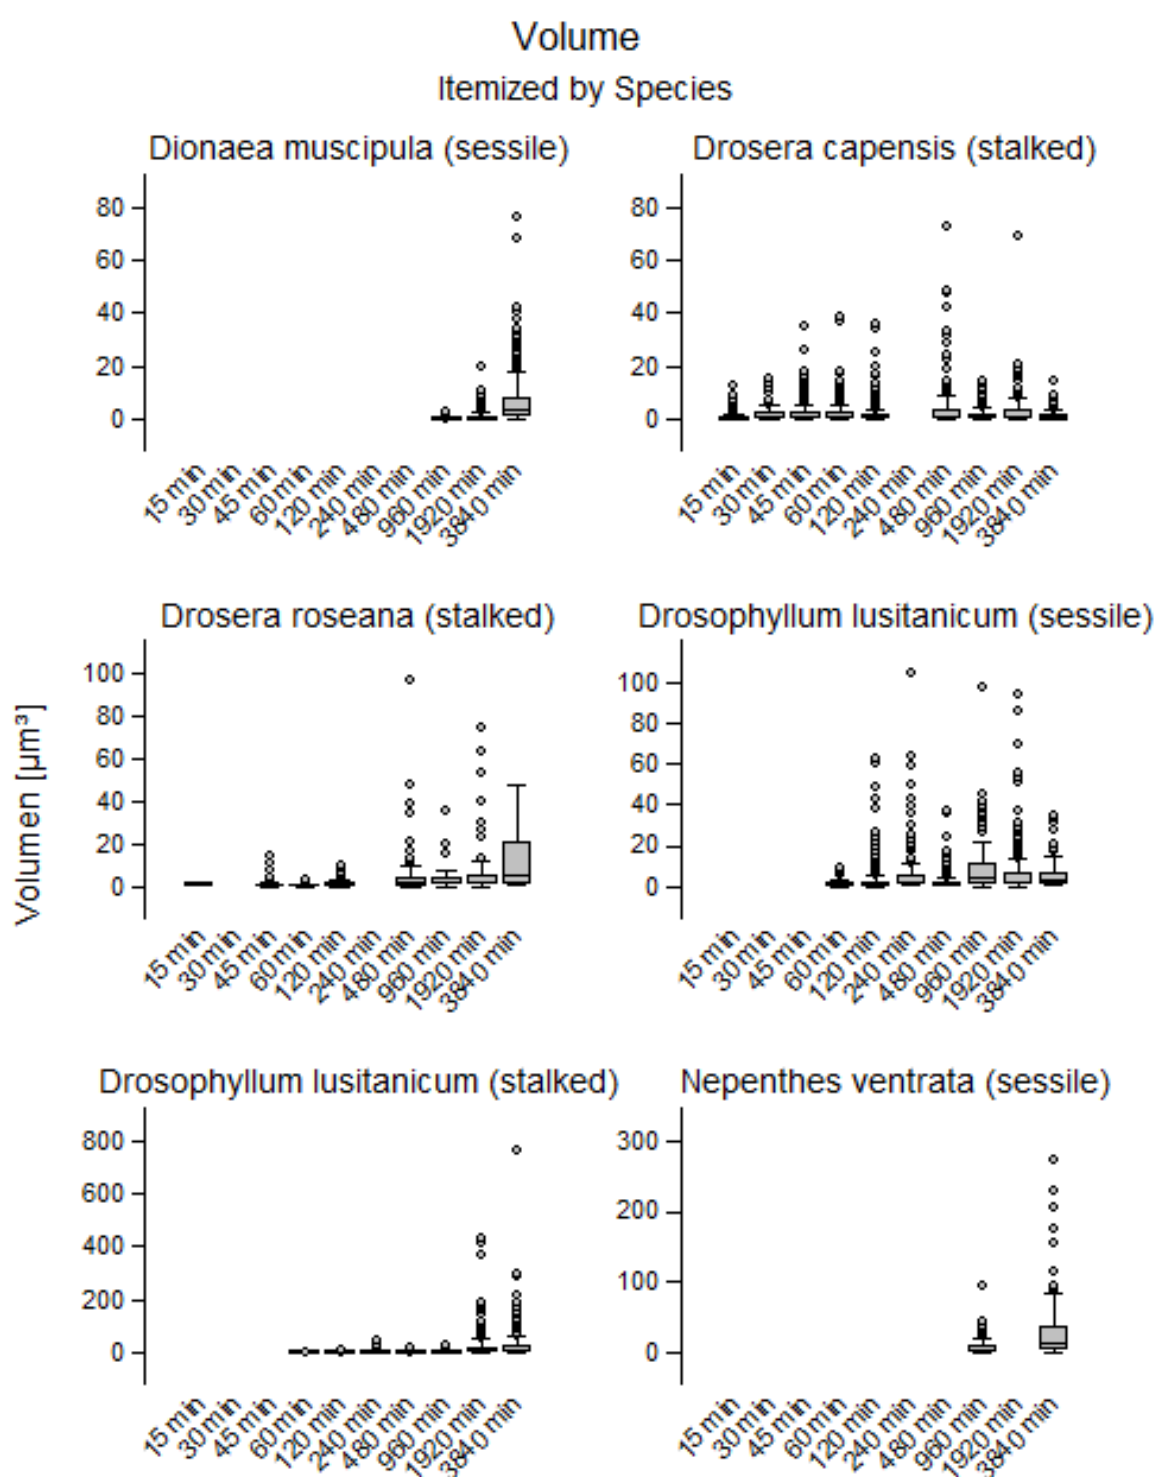 Volume
Itemized by Species
Dionaea muscipula (sessile)
80
60
40
20
0
15 min
30 min
45 min
60 min
120 min
240 min
480 min
960 min
1920 min
3840 min
Drosera capensis (stalked)
80
60
40
20
0
15 min
30 min
45 min
60 min
120 min
240 min
480 min
960 min
1920 min
3840 min
Volumen [µm³]
Drosera roseana (stalked)
100
80
60
40
20
0
15 min
30 min
45 min
60 min
120 min
240 min
480 min
960 min
1920 min
3840 min
Drosophyllum lusitanicum (sessile)
100
80
60
40
20
0
15 min
30 min
45 min
60 min
120 min
240 min
480 min
960 min
1920 min
3840 min
Drosophyllum lusitanicum (stalked)
800
600
400
200
0
15 min
30 min
45 min
60 min
120 min
240 min
480 min
960 min
1920 min
3840 min
Nepenthes ventrata (sessile)
300
200
100
0
15 min
30 min
45 min
60 min
120 min
240 min
480 min
960 min
1920 min
3840 min